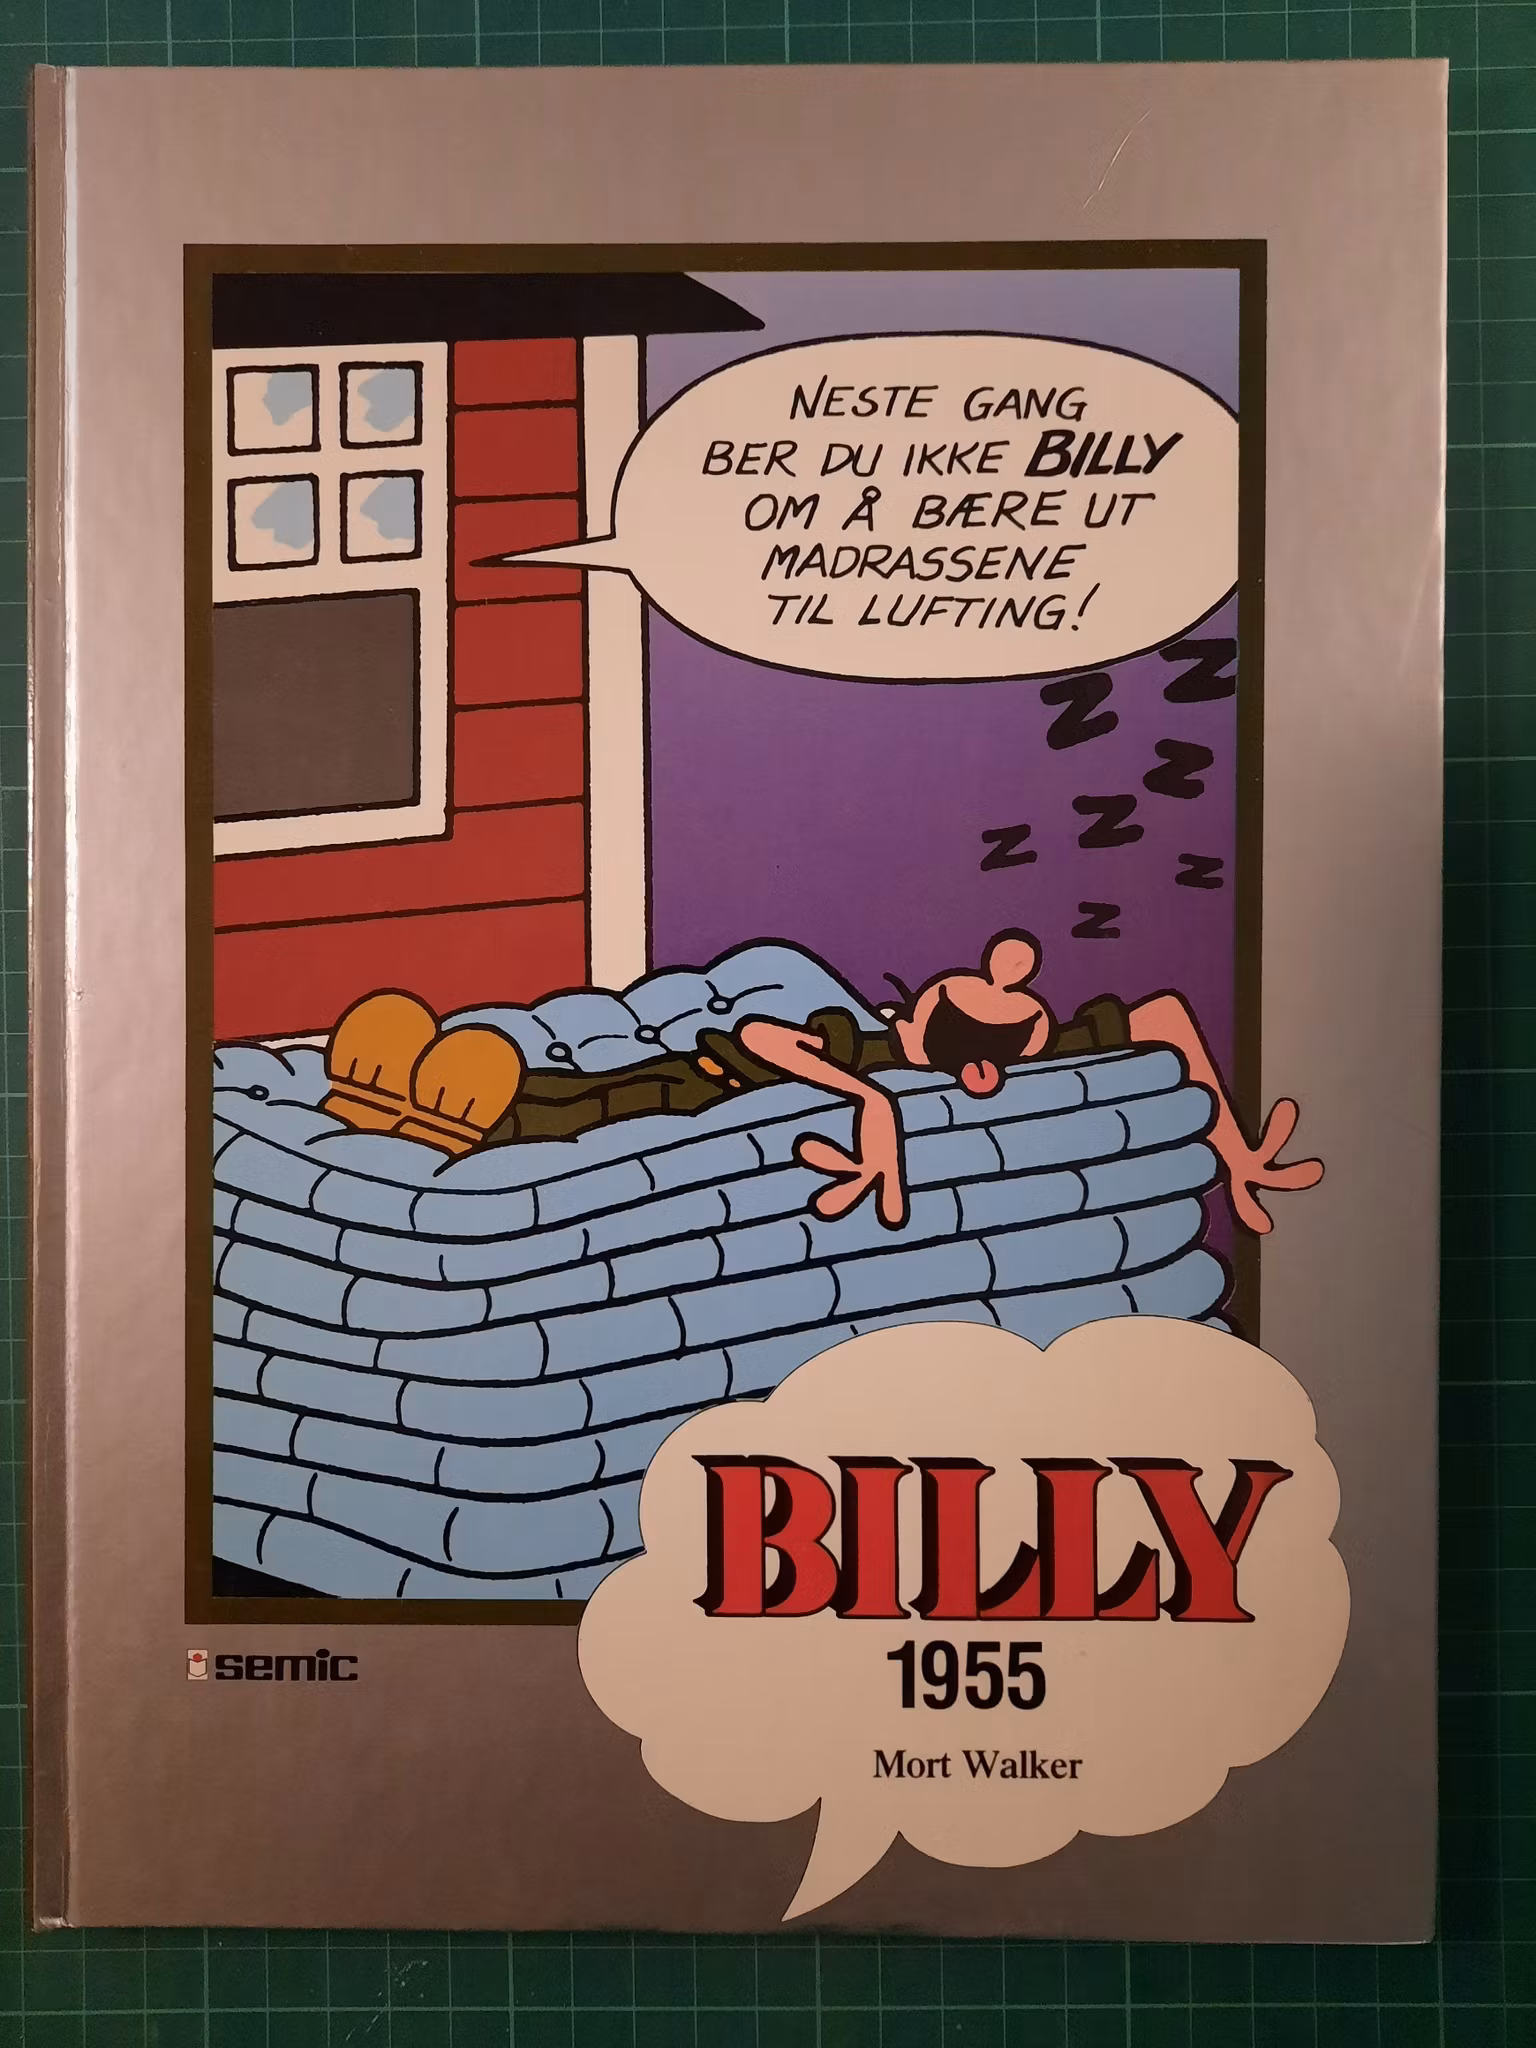 NESTE GANG
BER DU IKKE BILLY
OM Å BÆRE UT
MADRASSENE
TIL LUFTING!
Z
Z
Z
Z
Z
Z
Z
BILLY
1955
Mort Walker
semic